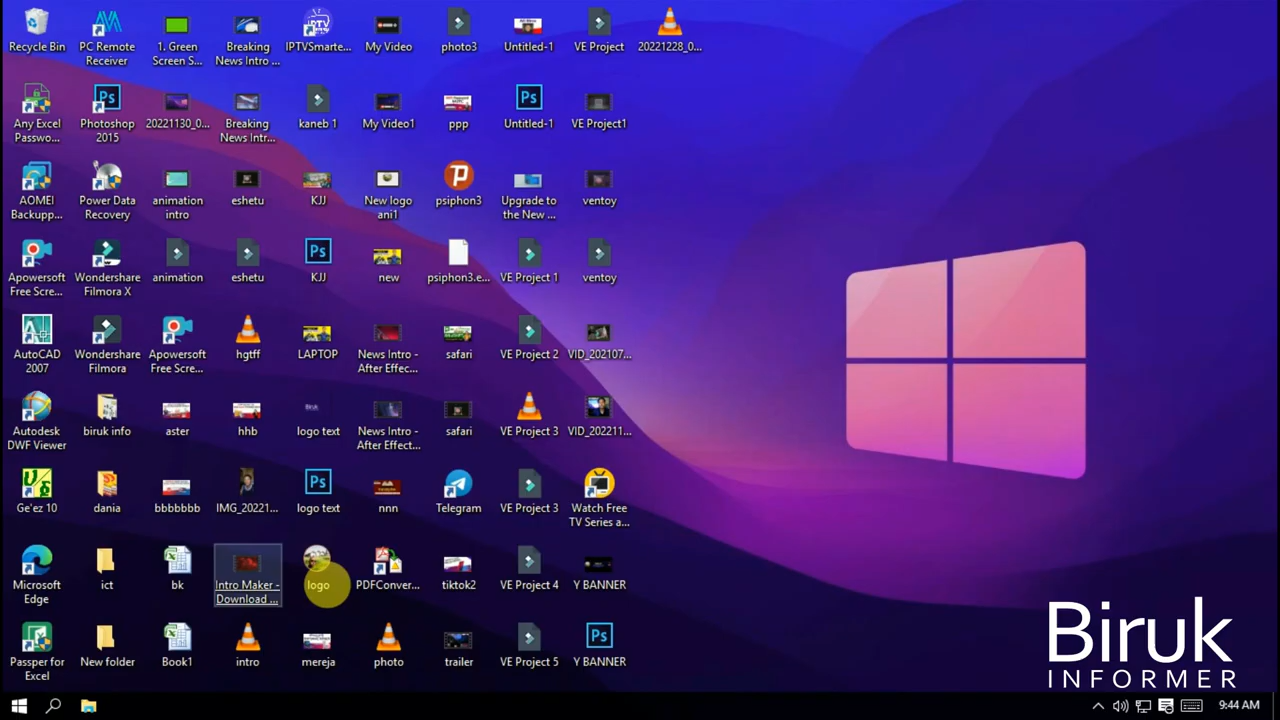 Recycle Bin
PC Remote
Receiver
1. Green
Screen S...
Breaking
News Intro ...
IPTVSmarte...
My Video
photo3
Untitled-1
VE Project
20221228_0...
Any Excel
Passwo...
Photoshop
2015
20221130_0...
Breaking
News Intr...
kaneb 1
My Video1
ppp
Untitled-1
VE Project1
AOMEI
Backupp...
Power Data
Recovery
animation
intro
eshetu
KJJ
New logo
ani1
psiphon3
Upgrade to
the New ...
ventoy
Apowersoft
Free Scre...
Wondershare
Filmora X
animation
eshetu
KJJ
new
psiphon3.e...
VE Project 1
ventoy
AutoCAD
2007
Wondershare
Filmora
Apowersoft
Free Scre...
hgtff
LAPTOP
News Intro -
After Effec...
safari
VE Project 2
VID_202107...
Autodesk
DWF Viewer
biruk info
aster
hhb
logo text
News Intro -
After Effect...
safari
VE Project 3
VID_202211...
Ge'ez 10
dania
bbbbbbb
IMG_20221...
logo text
nnn
Telegram
VE Project 3
Watch Free
TV Series a...
Microsoft
Edge
ict
bk
Intro Maker -
Download ...
logo
PDFConver...
tiktok2
VE Project 4
Y BANNER
Passper for
Excel
New folder
Book1
intro
mereja
photo
trailer
VE Project 5
Y BANNER
Biruk
INFORMER
9:44 AM